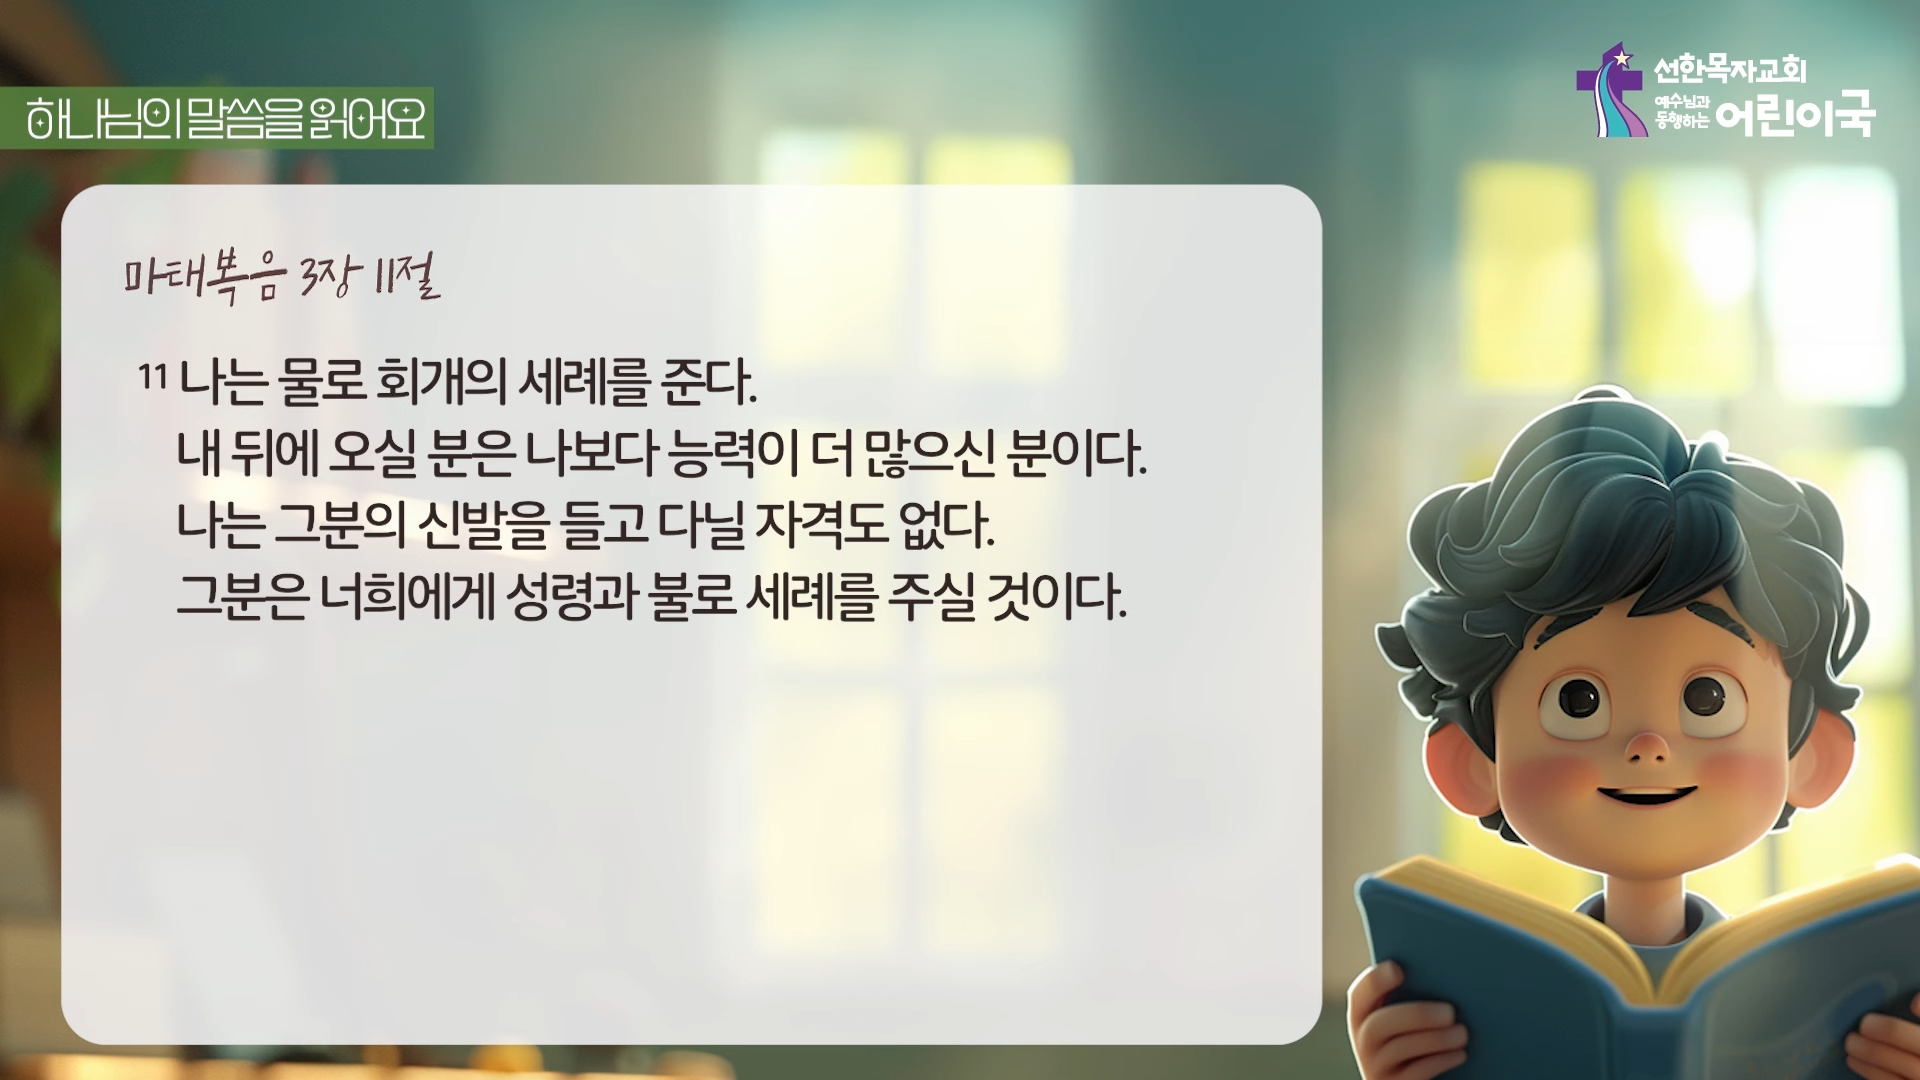 하나님의 말씀을 읽어요
선한목자교회
예수님과
동행하는 어린이국
마태복음 3장 11절
11 나는 물로 회개의 세례를 준다.
내 뒤에 오실 분은 나보다 능력이 더 많으신 분이다.
나는 그분의 신발을 들고 다닐 자격도 없다.
그분은 너희에게 성령과 불로 세례를 주실 것이다.